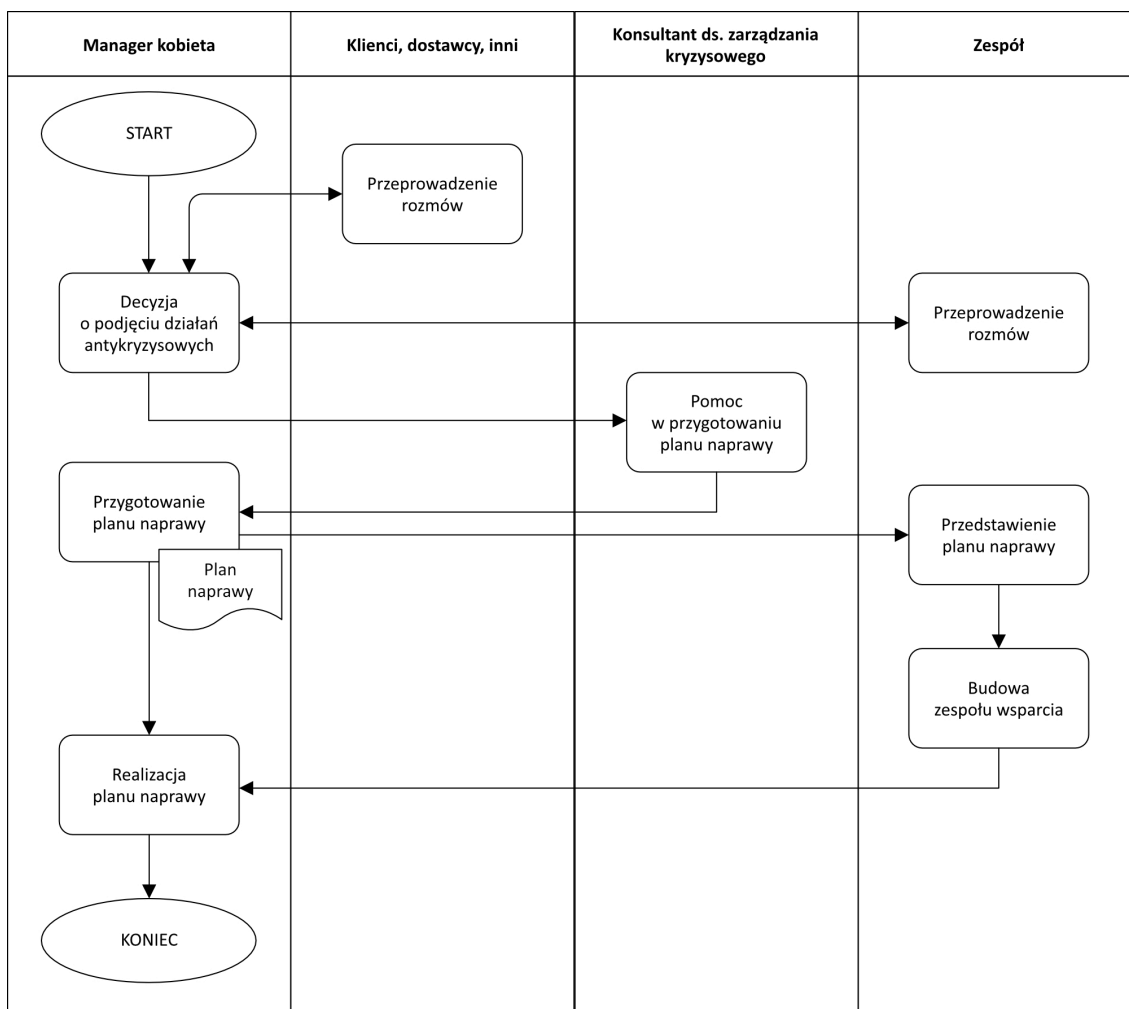 Manager kobieta
Klienci, dostawcy, inni
Konsultant ds. zarządzania
kryzysowego
Zespół
START
Przeprowadzenie
rozmów
Decyzja
o podjęciu działań
antykryzysowych
Przeprowadzenie
rozmów
Pomoc
w przygotowaniu
planu naprawy
Przygotowanie
planu naprawy
Przedstawienie
planu naprawy
Plan
naprawy
Budowa
zespołu wsparcia
Realizacja
planu naprawy
KONIEC